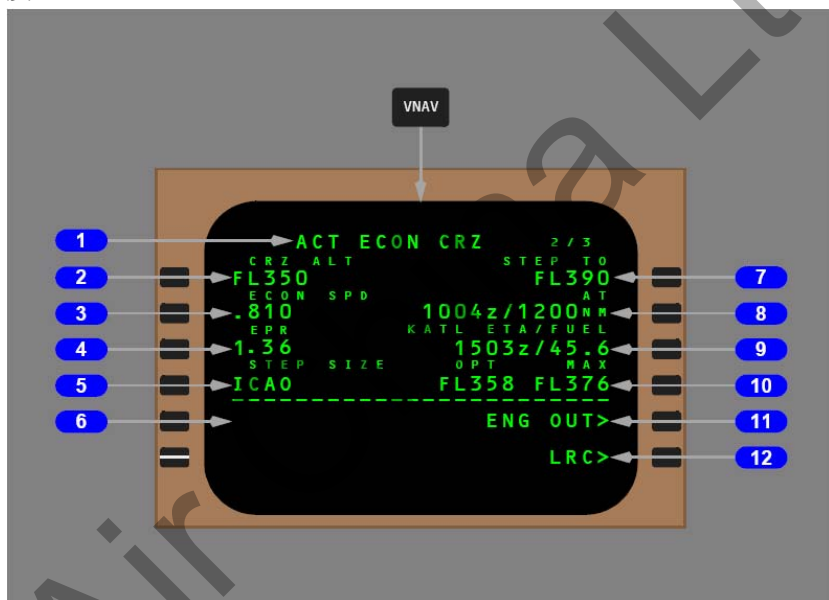 VNAV
1 ACT ECON CRZ 2/3
CRZ ALT STEP TO
2 FL350 FL390 7
ECON SPD AT
3 .810 1004z/1200NM 8
EPR KATL ETA/FUEL
4 1.36 1503z/45.6 9
STEP SIZE OPT MAX
5 ICAO FL358 FL376 10
6 ENG OUT> 11
LRC> 12